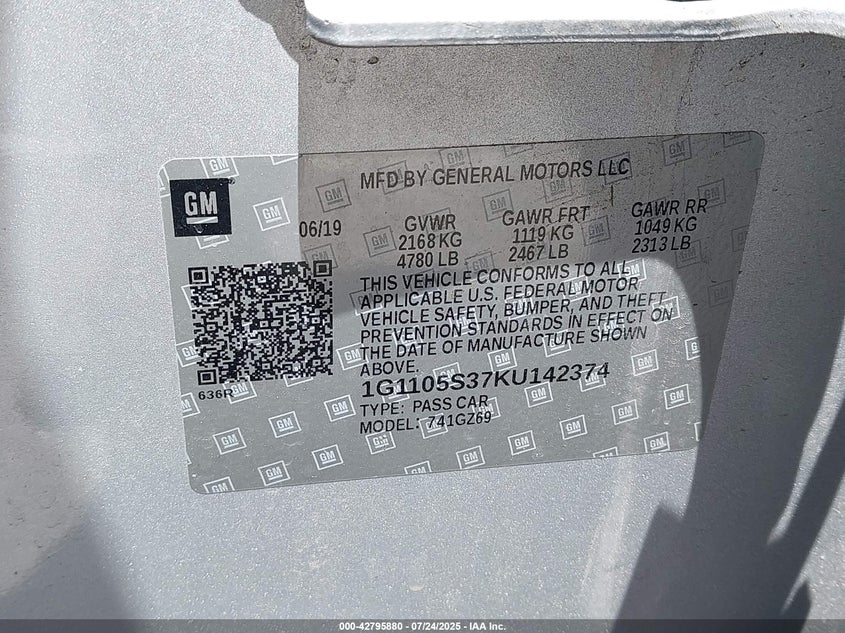 MFD BY GENERAL MOTORS LLC
GM
06/19 GVWR GAWR FRT GAWR RR
2168 KG 1119 KG 1049 KG
4780 LB 2467 LB 2313 LB
THIS VEHICLE CONFORMS TO ALL
APPLICABLE U.S. FEDERAL MOTOR
VEHICLE SAFETY, BUMPER, AND THEFT
PREVENTION STANDARDS IN EFFECT ON
THE DATE OF MANUFACTURE SHOWN
ABOVE.
1G1105S37KU142374
636R
TYPE: PASS CAR
MODEL: 741GZ69
000-42795880 - 07/24/2025 - IAA Inc.